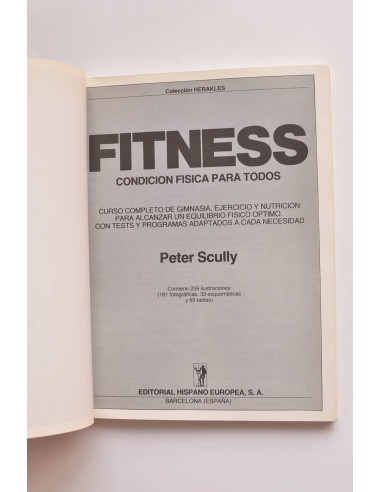 Colección HERAKLES
FITNESS
CONDICION FISICA PARA TODOS
CURSO COMPLETO DE GIMNASIA, EJERCICIO Y NUTRICION
PARA ALCANZAR UN EQUILIBRIO FISICO OPTIMO.
CON TESTS Y PROGRAMAS ADAPTADOS A CADA NECESIDAD
Peter Scully
Contiene 259 ilustraciones
(161 fotográficas, 33 esquemáticas
y 65 tablas)
EDITORIAL HISPANO EUROPEA, S. A.
BARCELONA (ESPAÑA)